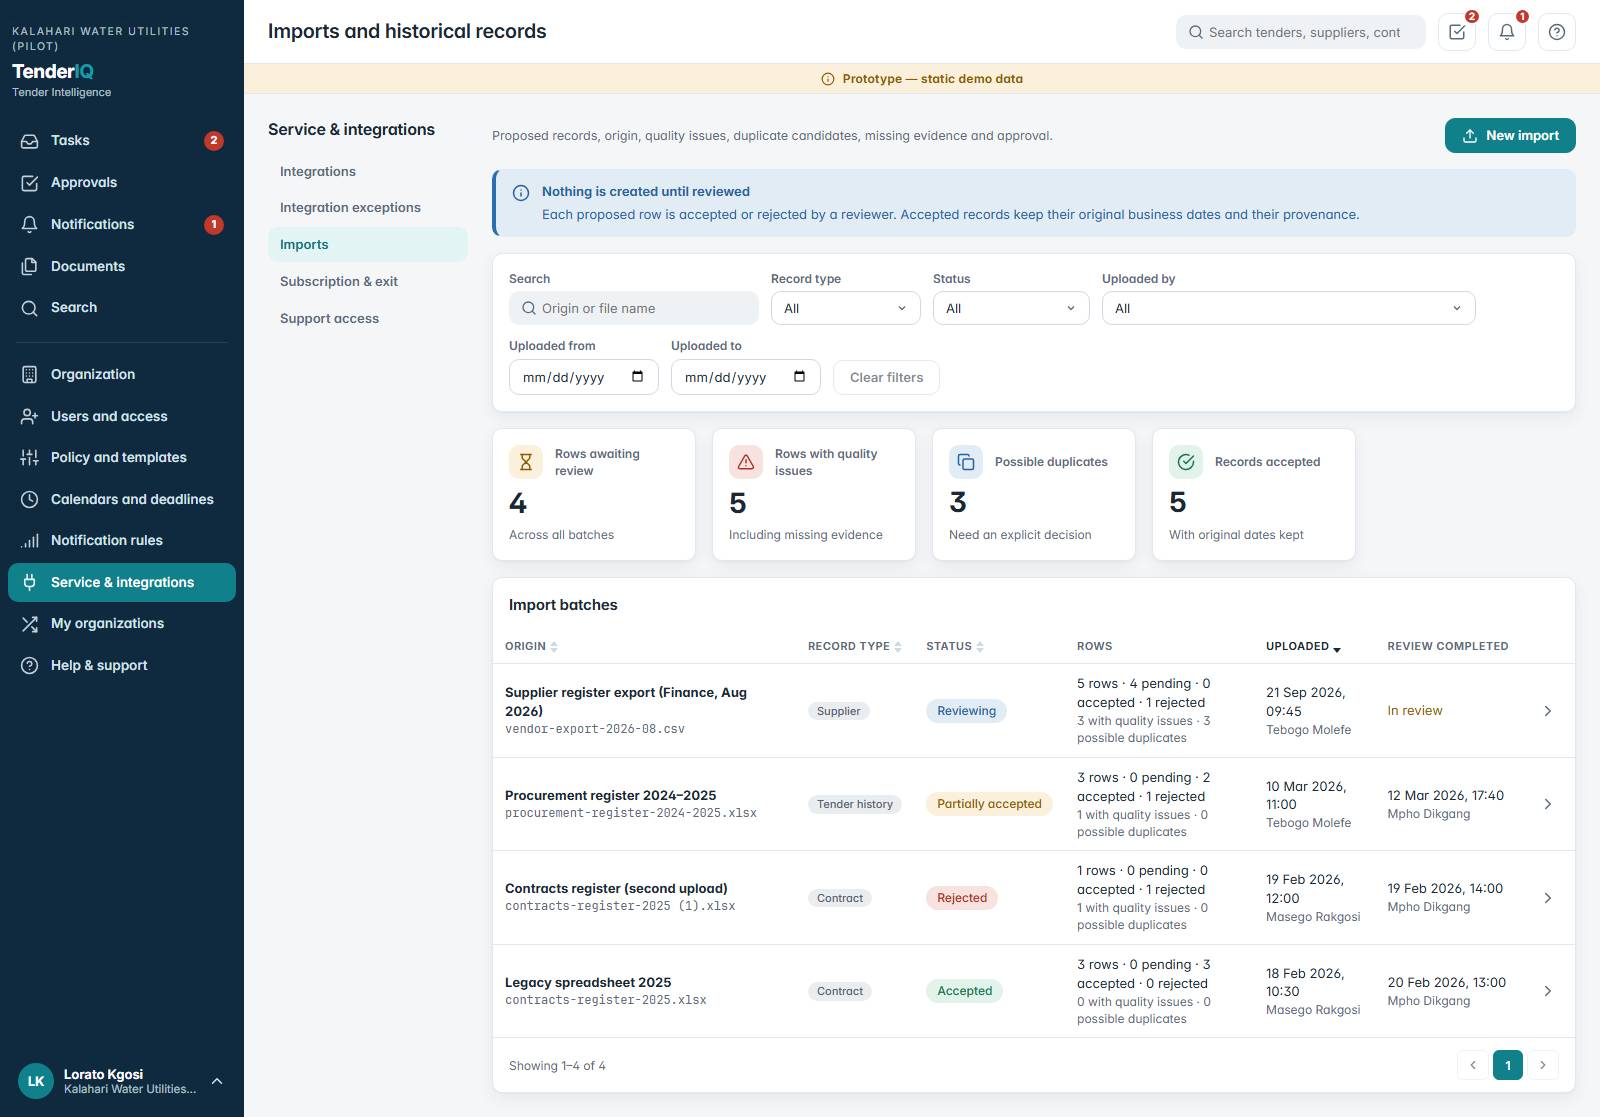 KALAHARI WATER UTILITIES
(PILOT)
TenderIQ
Tender Intelligence
Tasks
2
Approvals
Notifications
1
Documents
Search
Organization
Users and access
Policy and templates
Calendars and deadlines
Notification rules
Service & integrations
My organizations
Help & support
LK
Lorato Kgosi
Kalahari Water Utilities...
Imports and historical records
Search tenders, suppliers, cont
2
1
Prototype — static demo data
Service & integrations
Integrations
Integration exceptions
Imports
Subscription & exit
Support access
Proposed records, origin, quality issues, duplicate candidates, missing evidence and approval.
New import
Nothing is created until reviewed
Each proposed row is accepted or rejected by a reviewer. Accepted records keep their original business dates and their provenance.
Search
Origin or file name
Record type
All
Status
All
Uploaded by
All
Uploaded from
mm/dd/yyyy
Uploaded to
mm/dd/yyyy
Clear filters
Rows awaiting
review
4
Across all batches
Rows with quality
issues
5
Including missing evidence
Possible duplicates
3
Need an explicit decision
Records accepted
5
With original dates kept
Import batches
ORIGIN RECORD TYPE STATUS ROWS UPLOADED REVIEW COMPLETED
Supplier register export (Finance, Aug
2026)
vendor-export-2026-08.csv
Supplier
Reviewing
5 rows · 4 pending · 0
accepted · 1 rejected
3 with quality issues · 3
possible duplicates
21 Sep 2026,
09:45
Tebogo Molefe
In review
Procurement register 2024–2025
procurement-register-2024-2025.xlsx
Tender history
Partially accepted
3 rows · 0 pending · 2
accepted · 1 rejected
1 with quality issues · 0
possible duplicates
10 Mar 2026,
11:00
Tebogo Molefe
12 Mar 2026, 17:40
Mpho Dikgang
Contracts register (second upload)
contracts-register-2025 (1).xlsx
Contract
Rejected
1 rows · 0 pending · 0
accepted · 1 rejected
1 with quality issues · 0
possible duplicates
19 Feb 2026,
12:00
Masego Rakgosi
19 Feb 2026, 14:00
Mpho Dikgang
Legacy spreadsheet 2025
contracts-register-2025.xlsx
Contract
Accepted
3 rows · 0 pending · 3
accepted · 0 rejected
0 with quality issues · 0
possible duplicates
18 Feb 2026,
10:30
Masego Rakgosi
20 Feb 2026, 13:00
Mpho Dikgang
Showing 1–4 of 4
1